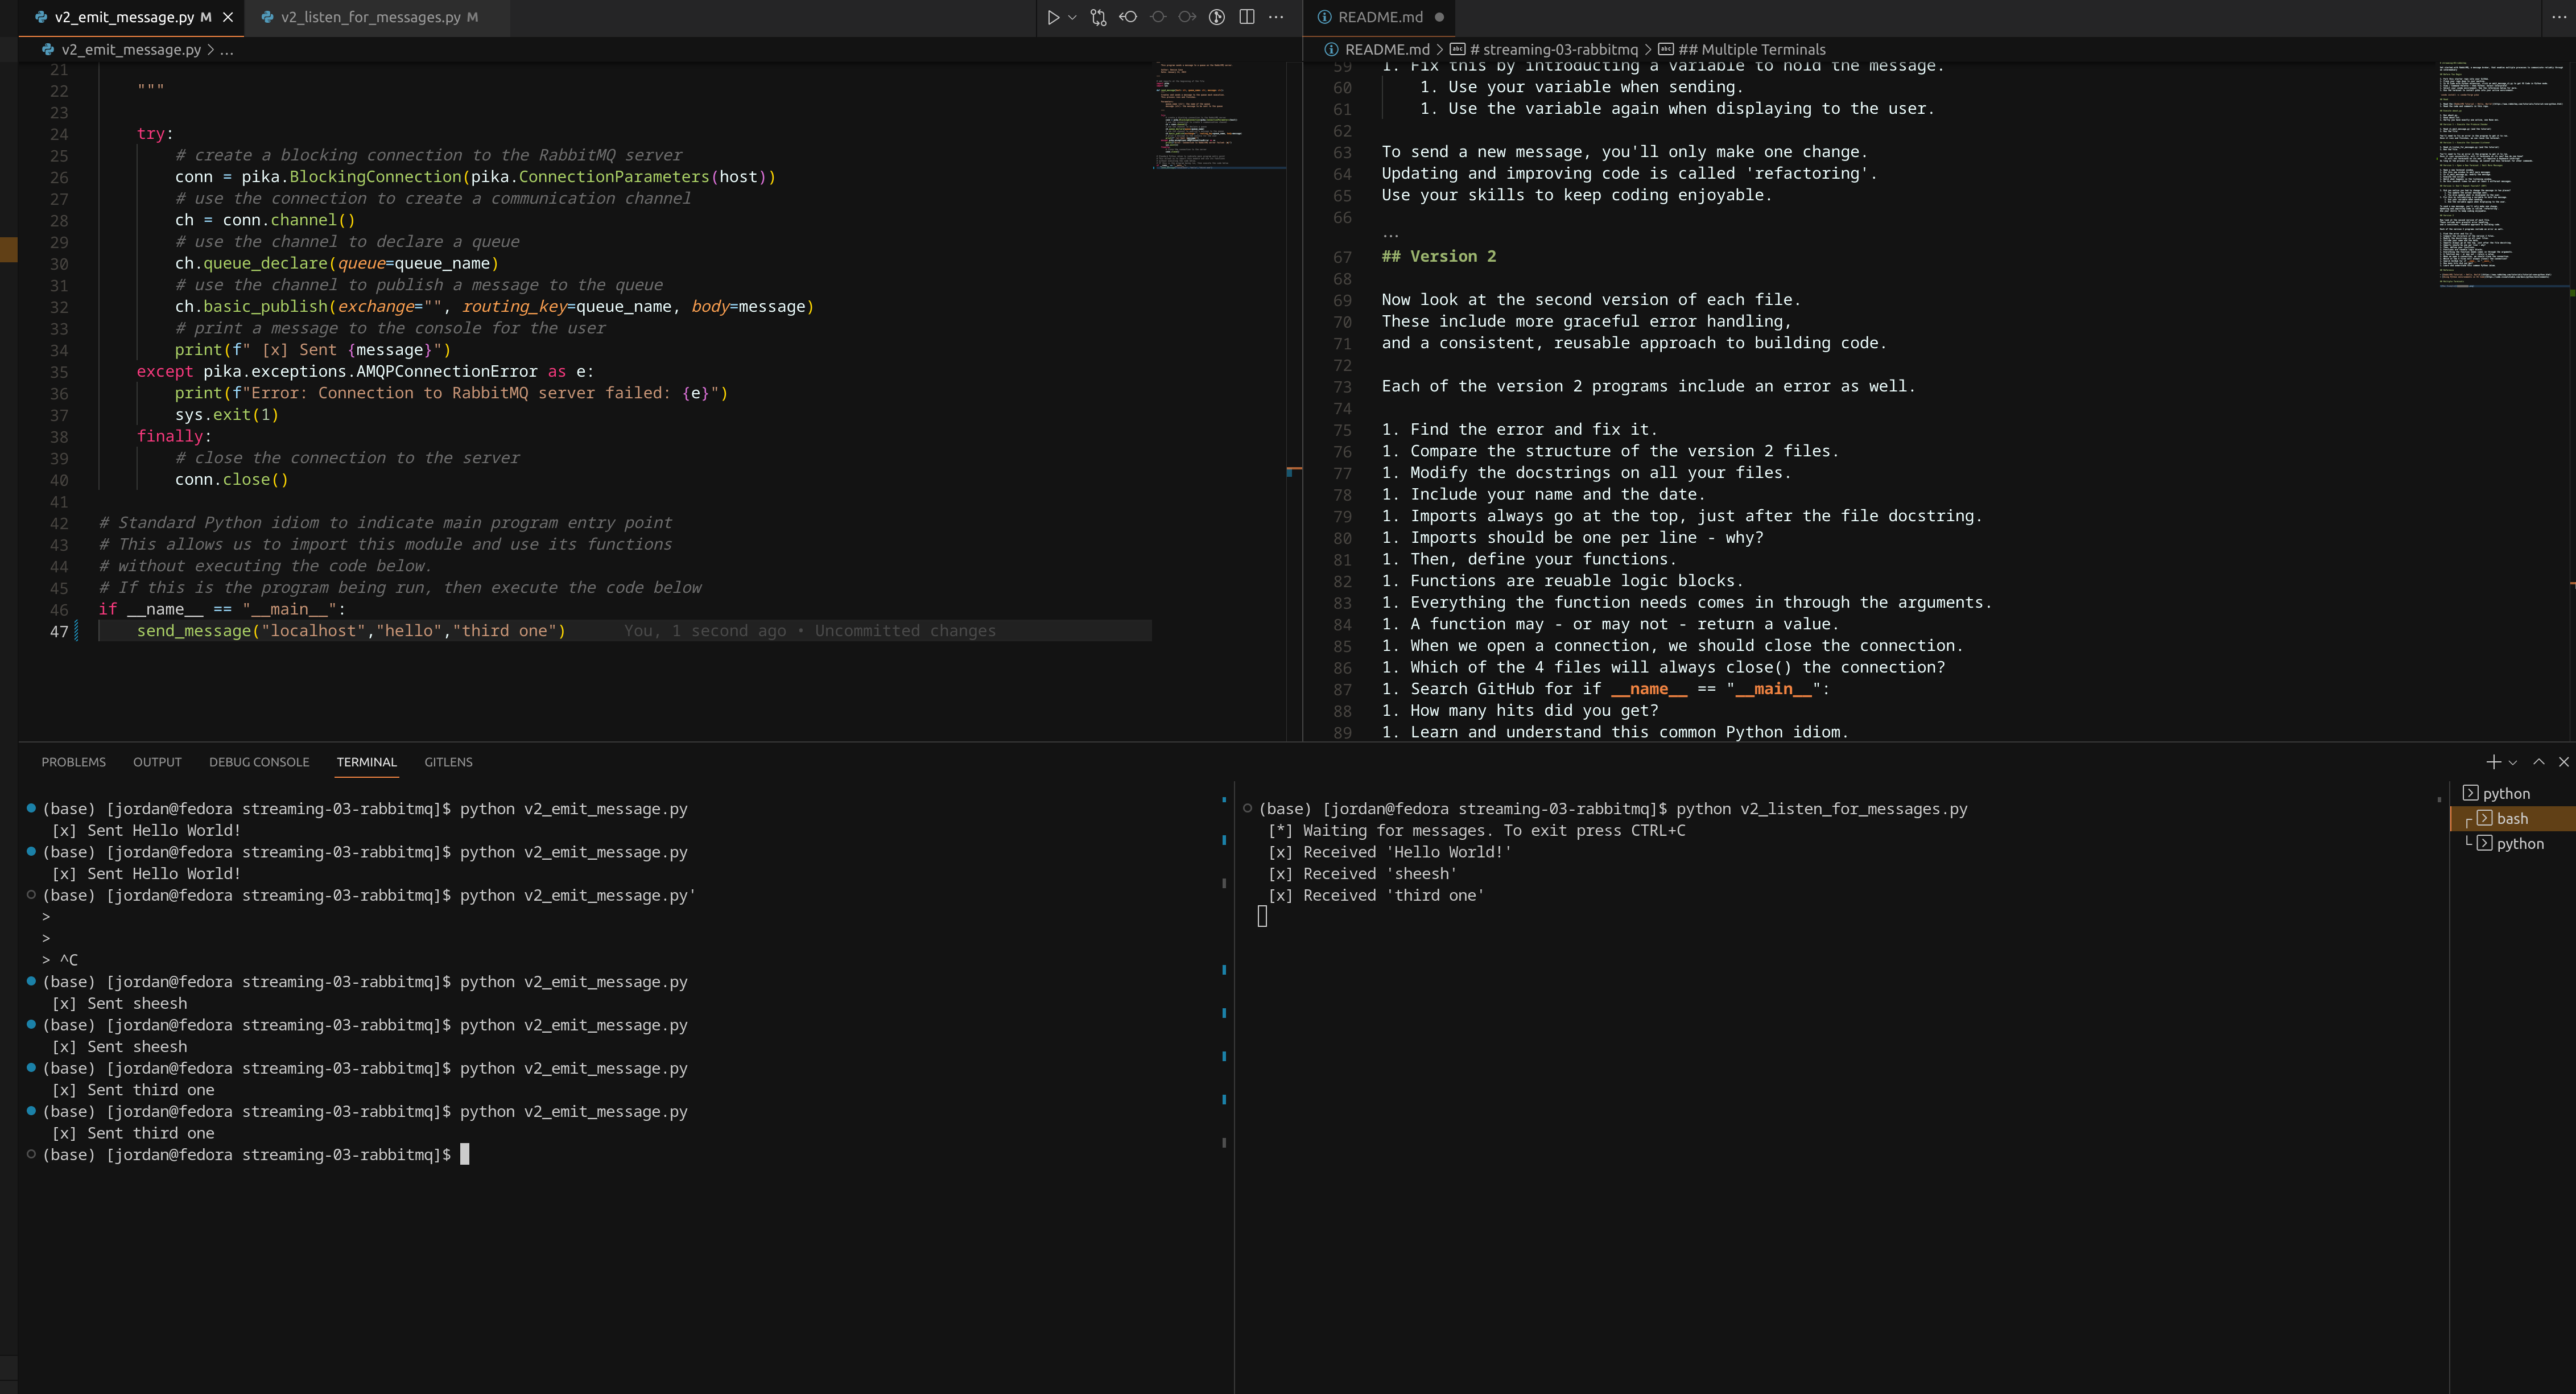 v2_emit_message.py M
v2_listen_for_messages.py M
README.md
v2_emit_message.py > ...
README.md > # streaming-03-rabbitmq > ## Multiple Terminals
21
22 """
23
24 try:
25 # create a blocking connection to the RabbitMQ server
26 conn = pika.BlockingConnection(pika.ConnectionParameters(host))
27 # use the connection to create a communication channel
28 ch = conn.channel()
29 # use the channel to declare a queue
30 ch.queue_declare(queue=queue_name)
31 # use the channel to publish a message to the queue
32 ch.basic_publish(exchange="", routing_key=queue_name, body=message)
33 # print a message to the console for the user
34 print(f" [x] Sent {message}")
35 except pika.exceptions.AMQPConnectionError as e:
36 print(f"Error: Connection to RabbitMQ server failed: {e}")
37 sys.exit(1)
38 finally:
39 # close the connection to the server
40 conn.close()
41
42 # Standard Python idiom to indicate main program entry point
43 # This allows us to import this module and use its functions
44 # without executing the code below.
45 # If this is the program being run, then execute the code below
46 if __name__ == "__main__":
47 send_message("localhost","hello","third one") You, 1 second ago • Uncommitted changes
59 1. Fix this by introducting a variable to hold the message.
60 1. Use your variable when sending.
61 1. Use the variable again when displaying to the user.
62
63 To send a new message, you'll only make one change.
64 Updating and improving code is called 'refactoring'.
65 Use your skills to keep coding enjoyable.
66
...
67 ## Version 2
68
69 Now look at the second version of each file.
70 These include more graceful error handling,
71 and a consistent, reusable approach to building code.
72
73 Each of the version 2 programs include an error as well.
74
75 1. Find the error and fix it.
76 1. Compare the structure of the version 2 files.
77 1. Modify the docstrings on all your files.
78 1. Include your name and the date.
79 1. Imports always go at the top, just after the file docstring.
80 1. Imports should be one per line - why?
81 1. Then, define your functions.
82 1. Functions are reuable logic blocks.
83 1. Everything the function needs comes in through the arguments.
84 1. A function may - or may not - return a value.
85 1. When we open a connection, we should close the connection.
86 1. Which of the 4 files will always close() the connection?
87 1. Search GitHub for if __name__ == "__main__":
88 1. How many hits did you get?
89 1. Learn and understand this common Python idiom.
PROBLEMS OUTPUT DEBUG CONSOLE TERMINAL GITLENS
(base) [jordan@fedora streaming-03-rabbitmq]$ python v2_emit_message.py
[x] Sent Hello World!
(base) [jordan@fedora streaming-03-rabbitmq]$ python v2_emit_message.py
[x] Sent Hello World!
(base) [jordan@fedora streaming-03-rabbitmq]$ python v2_emit_message.py'
>
>
> ^C
(base) [jordan@fedora streaming-03-rabbitmq]$ python v2_emit_message.py
[x] Sent sheesh
(base) [jordan@fedora streaming-03-rabbitmq]$ python v2_emit_message.py
[x] Sent sheesh
(base) [jordan@fedora streaming-03-rabbitmq]$ python v2_emit_message.py
[x] Sent third one
(base) [jordan@fedora streaming-03-rabbitmq]$ python v2_emit_message.py
[x] Sent third one
(base) [jordan@fedora streaming-03-rabbitmq]$
(base) [jordan@fedora streaming-03-rabbitmq]$ python v2_listen_for_messages.py
[*] Waiting for messages. To exit press CTRL+C
[x] Received 'Hello World!'
[x] Received 'sheesh'
[x] Received 'third one'
python
bash
python